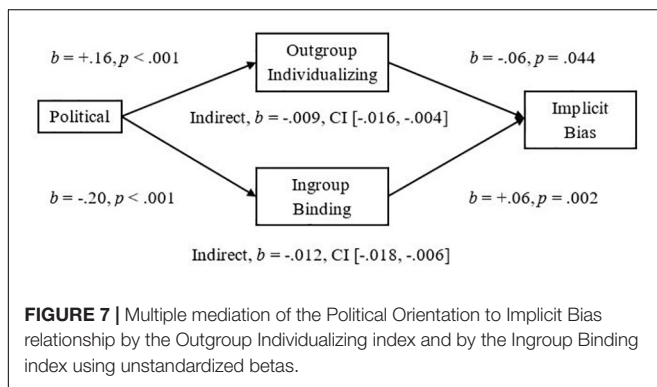 b = +.16, p < .001
Outgroup
Individualizing
b = -.06, p = .044
Indirect, b = -.009, CI [-.016, -.004]
Political
Implicit
Bias
b = -.20, p < .001
Ingroup
Binding
b = +.06, p = .002
Indirect, b = -.012, CI [-.018, -.006]
FIGURE 7 | Multiple mediation of the Political Orientation to Implicit Bias
relationship by the Outgroup Individualizing index and by the Ingroup Binding
index using unstandardized betas.